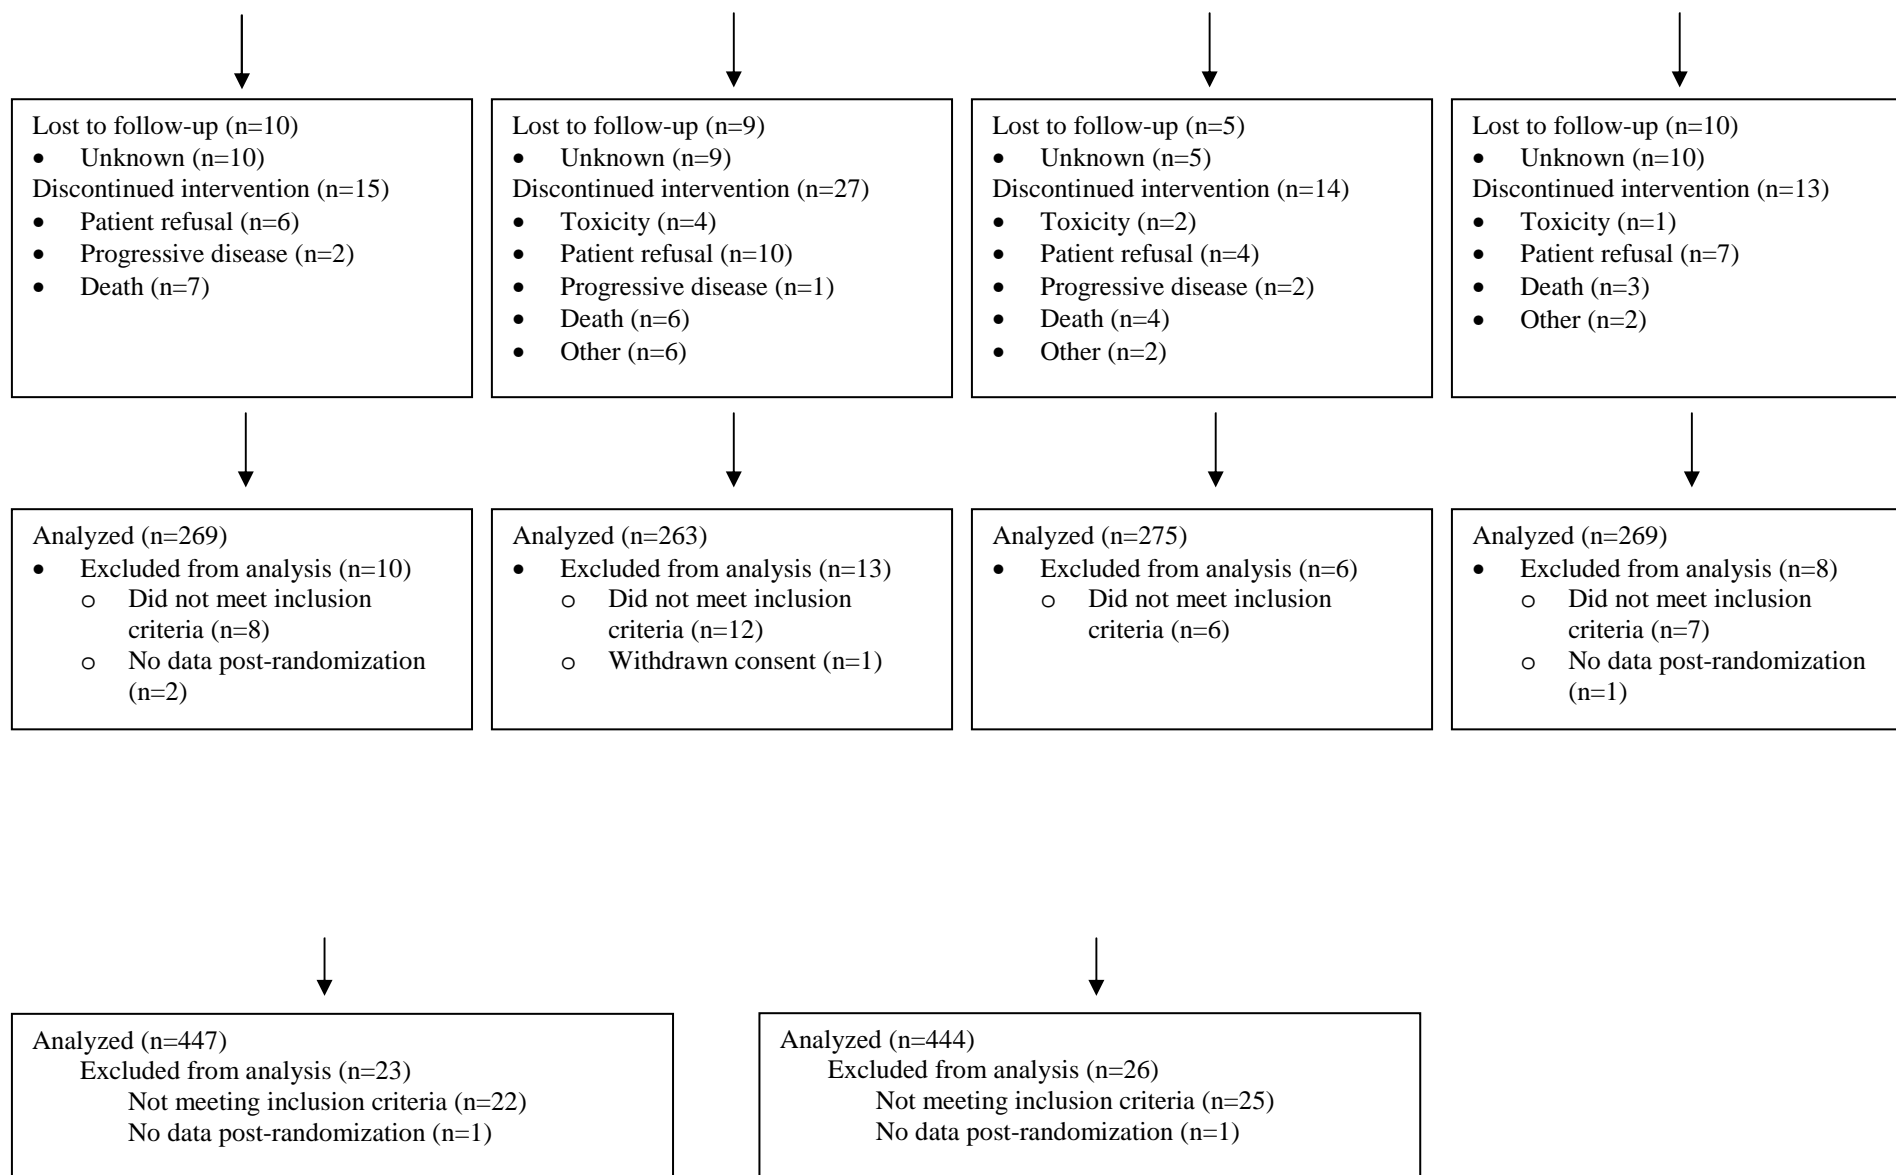 Lost to follow-up (n=10)
• Unknown (n=10)
Discontinued intervention (n=15)
• Patient refusal (n=6)
• Progressive disease (n=2)
• Death (n=7)
Lost to follow-up (n=9)
• Unknown (n=9)
Discontinued intervention (n=27)
• Toxicity (n=4)
• Patient refusal (n=10)
• Progressive disease (n=1)
• Death (n=6)
• Other (n=6)
Lost to follow-up (n=5)
• Unknown (n=5)
Discontinued intervention (n=14)
• Toxicity (n=2)
• Patient refusal (n=4)
• Progressive disease (n=2)
• Death (n=4)
• Other (n=2)
Lost to follow-up (n=10)
• Unknown (n=10)
Discontinued intervention (n=13)
• Toxicity (n=1)
• Patient refusal (n=7)
• Death (n=3)
• Other (n=2)
Analyzed (n=269)
• Excluded from analysis (n=10)
o Did not meet inclusion
criteria (n=8)
o No data post-randomization
(n=2)
Analyzed (n=263)
• Excluded from analysis (n=13)
o Did not meet inclusion
criteria (n=12)
o Withdrawn consent (n=1)
Analyzed (n=275)
• Excluded from analysis (n=6)
o Did not meet inclusion
criteria (n=6)
Analyzed (n=269)
• Excluded from analysis (n=8)
o Did not meet inclusion
criteria (n=7)
o No data post-randomization
(n=1)
Analyzed (n=447)
Excluded from analysis (n=23)
Not meeting inclusion criteria (n=22)
No data post-randomization (n=1)
Analyzed (n=444)
Excluded from analysis (n=26)
Not meeting inclusion criteria (n=25)
No data post-randomization (n=1)